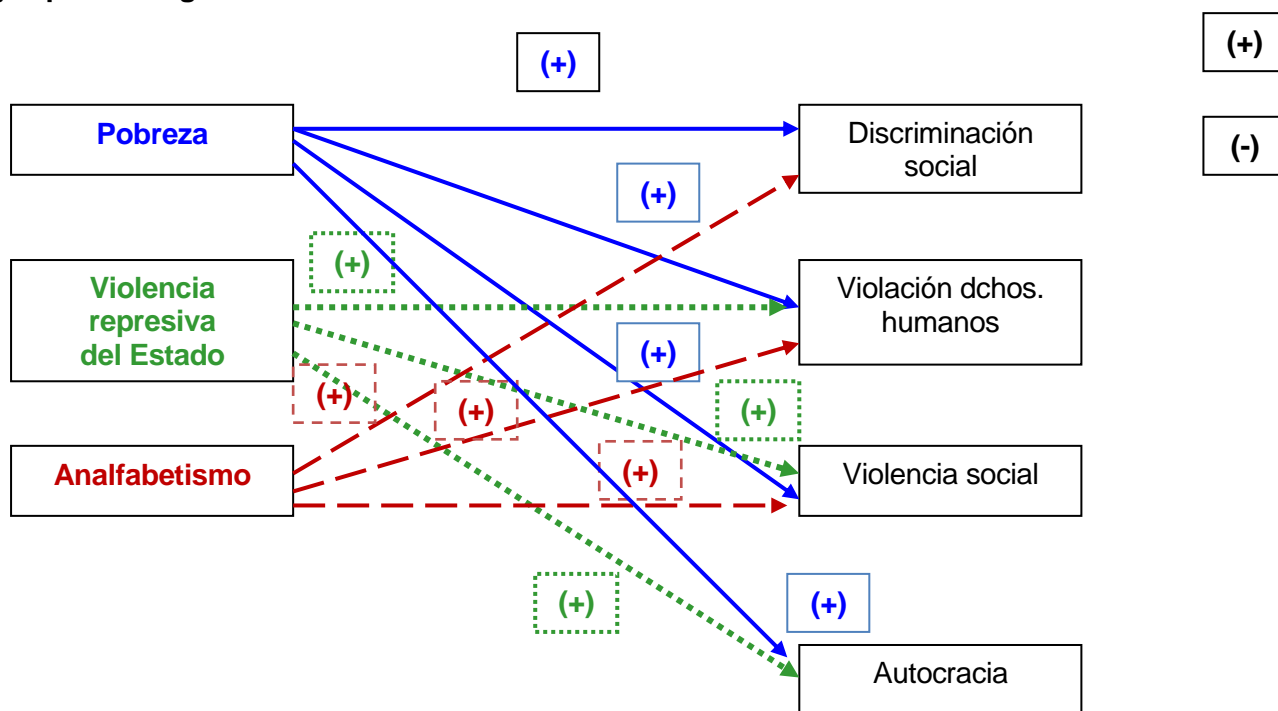 (+)
(+)
Pobreza
Discriminación
social
(-)
(+)
(+)
Violencia
represiva
del Estado
Violación dchos.
humanos
(+)
(+)
(+)
(+)
Analfabetismo
(+)
Violencia social
(+)
(+)
Autocracia